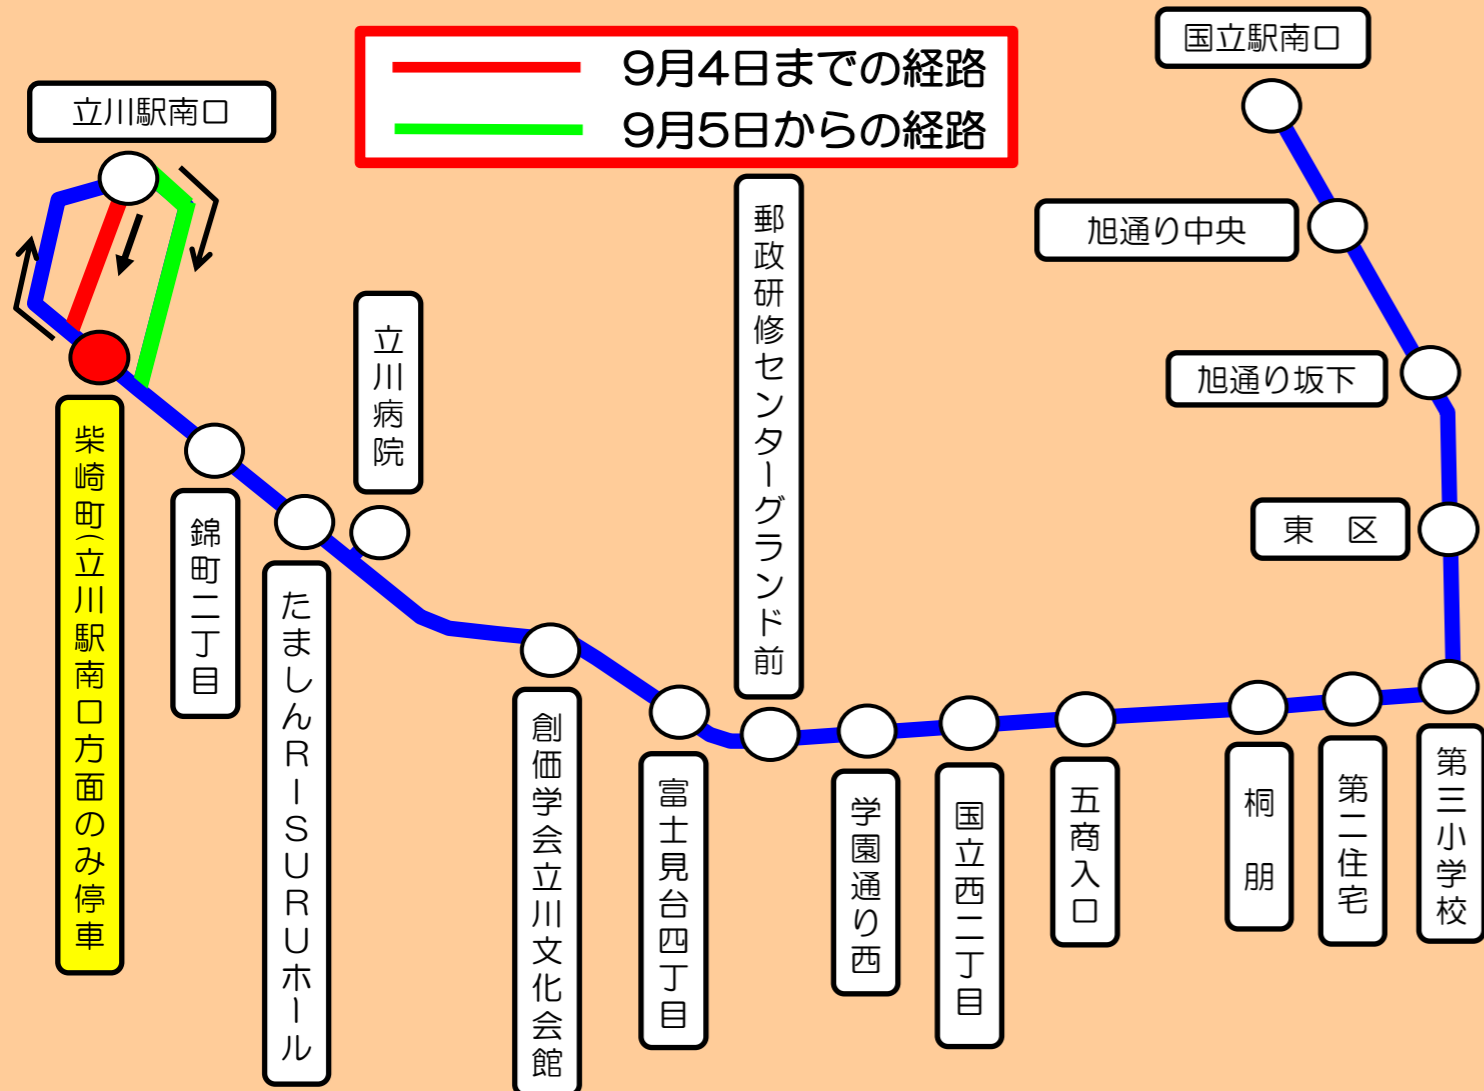 国立駅南口
9月4日までの経路
9月5日からの経路
立川駅南口
旭通り中央
郵政研修センターグランド前
立川病院
旭通り坂下
柴崎町(立川駅南口方面のみ停車
錦町二丁目
たましんRISURUホール
東　区
創価学会立川文化会館
富士見台四丁目
学園通り西
国立西二丁目
五商入口
桐　朋
第二住宅
第三小学校